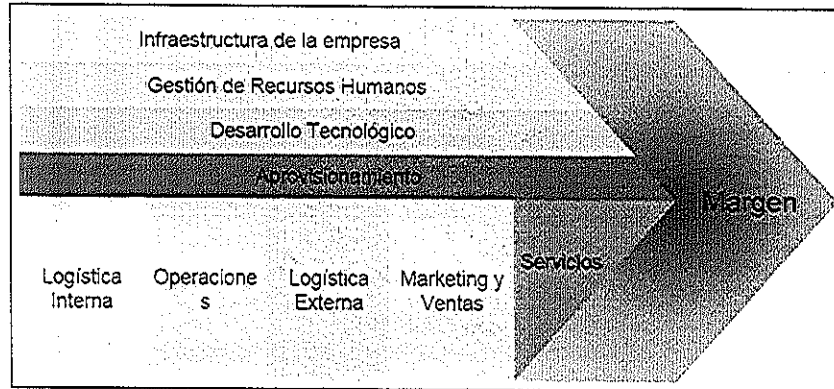 Infraestructura de la empresa
Gestión de Recursos Humanos
Desarrollo Tecnológico
Aprovisionamiento
Margen
Logística
Interna
Operacione
s
Logística
Externa
Marketing y
Ventas
Servicios